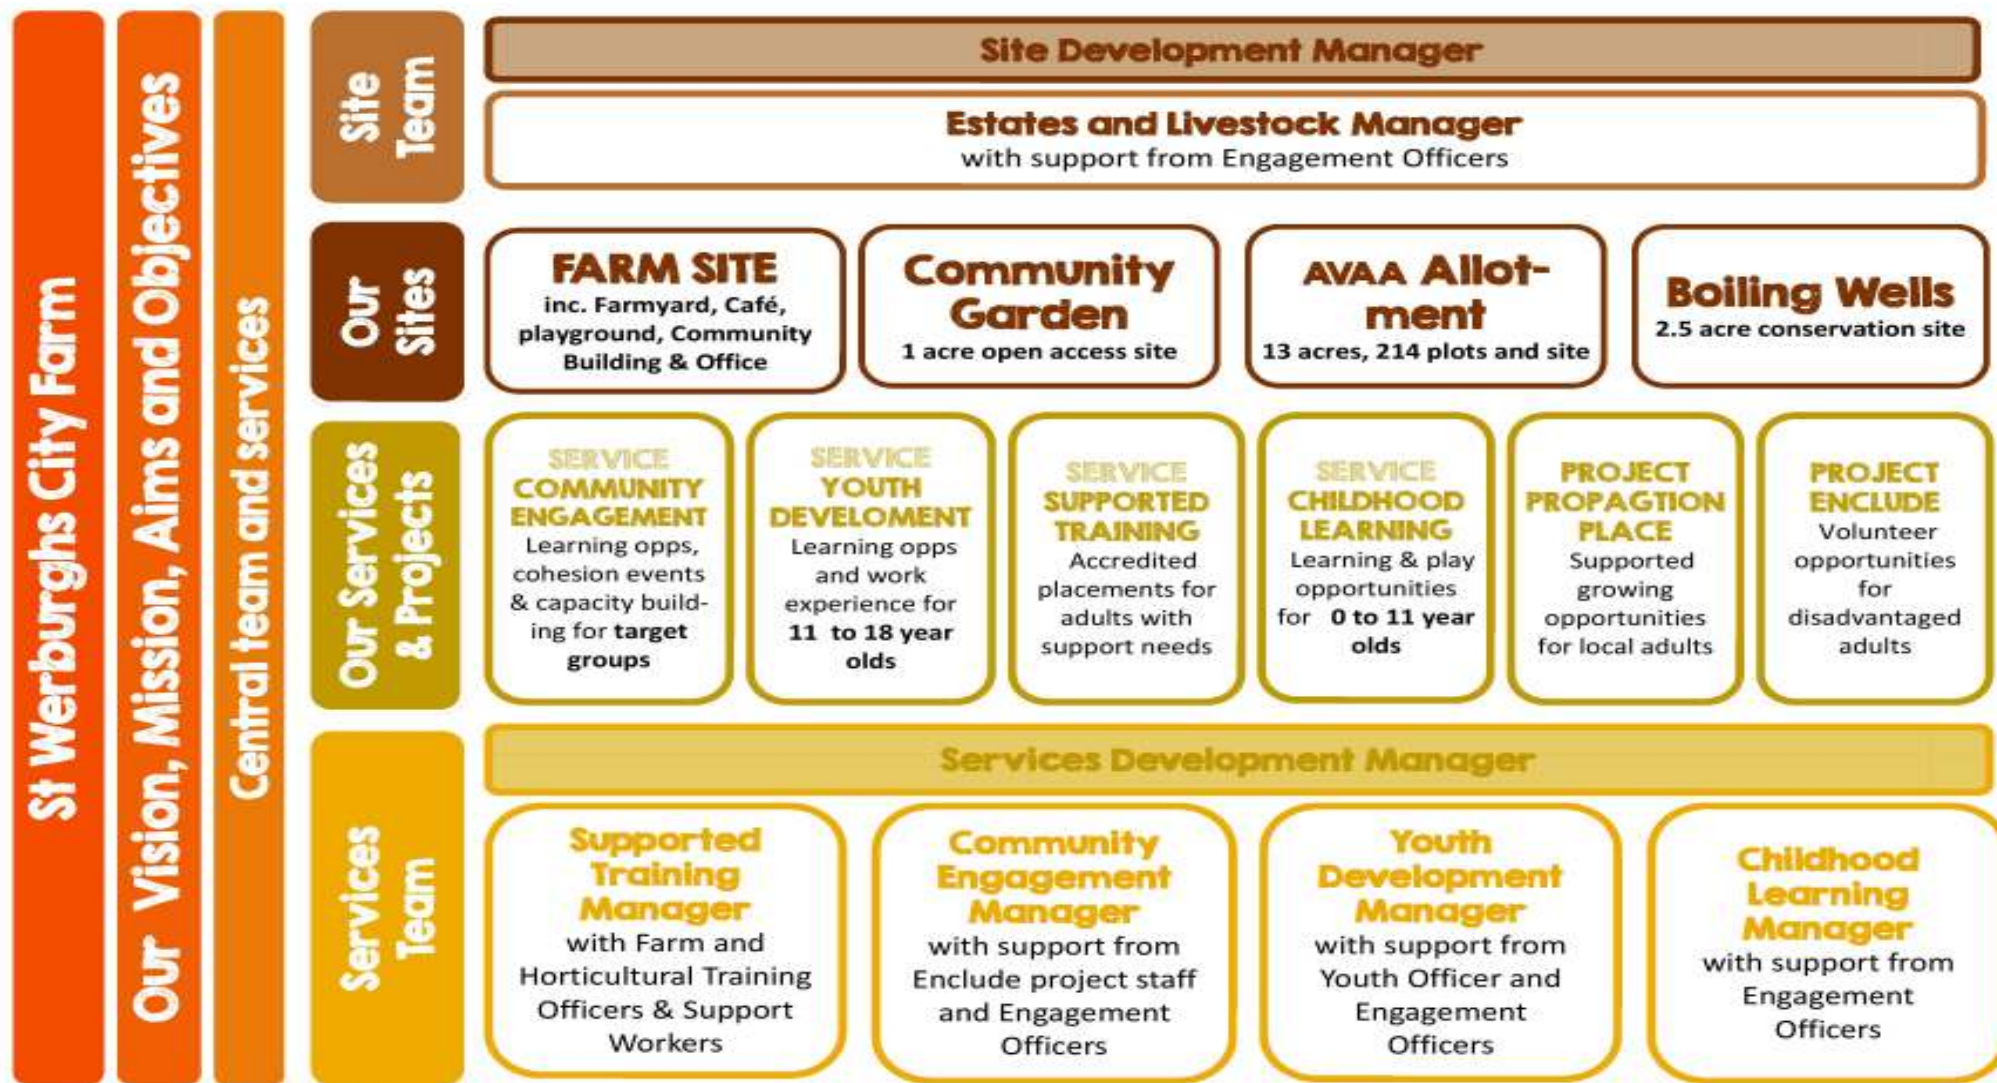 St Werburghs City Farm
Our Vision, Mission, Aims and Objectives
Central team and services
Site
Team
Site Development Manager
Estates and Livestock Manager
with support from Engagement Officers
Our
Sites
FARM SITE
inc. Farmyard, Café,
playground, Community
Building & Office
Community
Garden
1 acre open access site
AVAA Allot-
ment
13 acres, 214 plots and site
Boiling Wells
2.5 acre conservation site
Our Services
& Projects
SERVICE
COMMUNITY
ENGAGEMENT
Learning opps,
cohesion events
& capacity build-
ing for target
groups
SERVICE
YOUTH
DEVELOMENT
Learning opps
and work
experience for
11 to 18 year
olds
SERVICE
SUPPORTED
TRAINING
Accredited
placements for
adults with
support needs
SERVICE
CHILDHOOD
LEARNING
Learning & play
opportunities
for 0 to 11 year
olds
PROJECT
PROPAGTION
PLACE
Supported
growing
opportunities
for local adults
PROJECT
ENCLUDE
Volunteer
opportunities
for
disadvantaged
adults
Services
Team
Services Development Manager
Supported
Training
Manager
with Farm and
Horticultural Training
Officers & Support
Workers
Community
Engagement
Manager
with support from
Enclude project staff
and Engagement
Officers
Youth
Development
Manager
with support from
Youth Officer and
Engagement
Officers
Childhood
Learning
Manager
with support from
Engagement
Officers